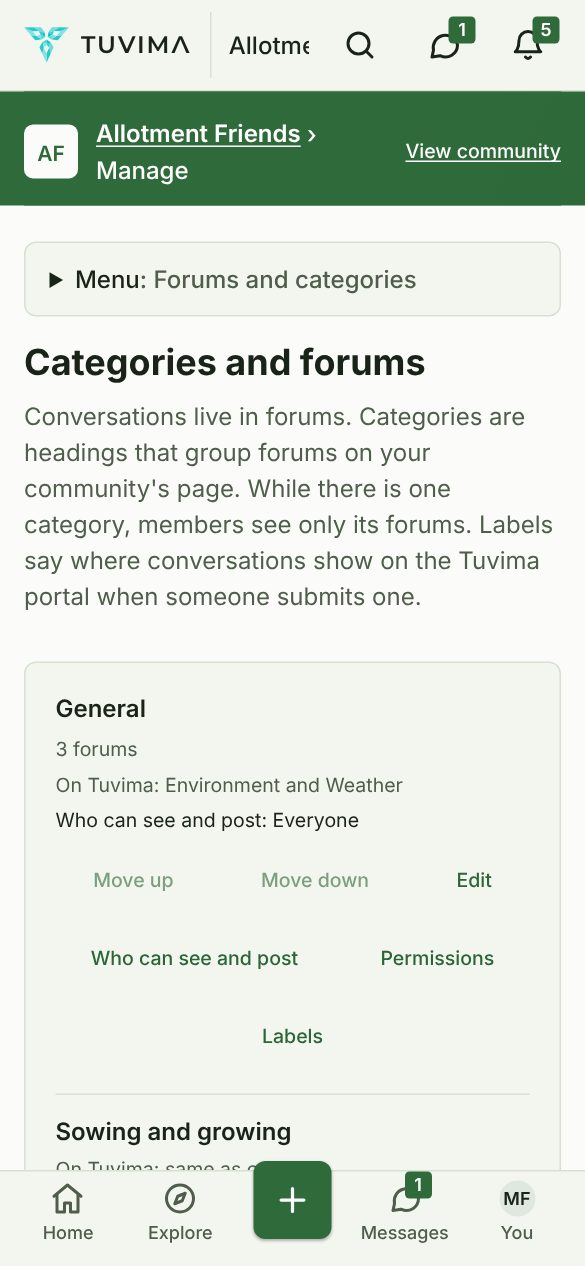 TUVIMA
Allotme
1
5
AF
Allotment Friends ›
Manage
View community
Menu: Forums and categories
Categories and forums
Conversations live in forums. Categories are
headings that group forums on your
community's page. While there is one
category, members see only its forums. Labels
say where conversations show on the Tuvima
portal when someone submits one.
General
3 forums
On Tuvima: Environment and Weather
Who can see and post: Everyone
Move up
Move down
Edit
Who can see and post
Permissions
Labels
Sowing and growing
On Tuvima: same as
1
Home
Explore
Messages
MF
You